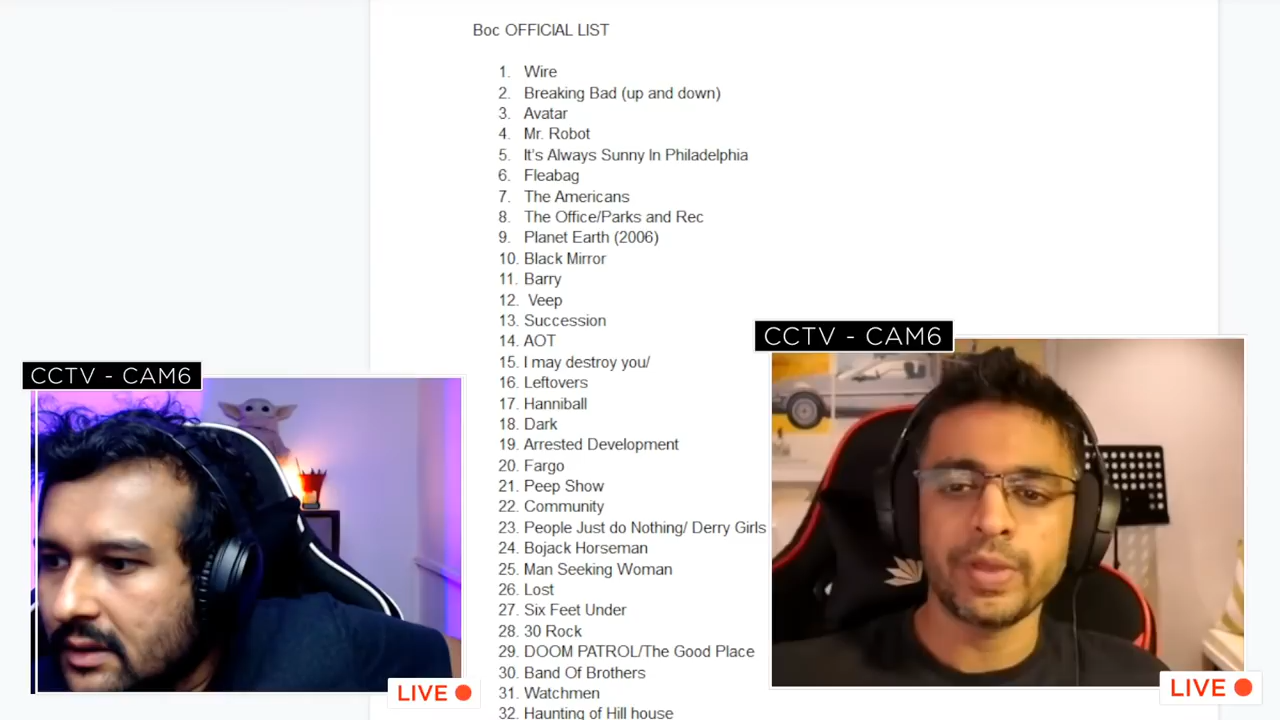 Boc OFFICIAL LIST
1. Wire
2. Breaking Bad (up and down)
3. Avatar
4. Mr. Robot
5. It's Always Sunny In Philadelphia
6. Fleabag
7. The Americans
8. The Office/Parks and Rec
9. Planet Earth (2006)
10. Black Mirror
11. Barry
12. Veep
13. Succession
14. AOT
15. I may destroy you/
16. Leftovers
17. Hanniball
18. Dark
19. Arrested Development
20. Fargo
21. Peep Show
22. Community
23. People Just do Nothing/ Derry Girls
24. Bojack Horseman
25. Man Seeking Woman
26. Lost
27. Six Feet Under
28. 30 Rock
29. DOOM PATROL/The Good Place
30. Band Of Brothers
31. Watchmen
32. Haunting of Hill house
CCTV - CAM6
LIVE
CCTV - CAM6
LIVE